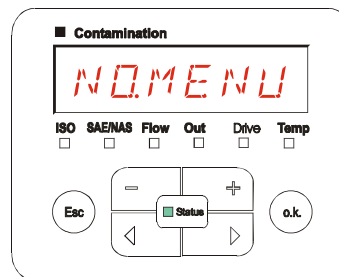 Contamination
NO.MENU
ISO SAE/NAS Flow Out Drive Temp
− +
Esc Status o.k.